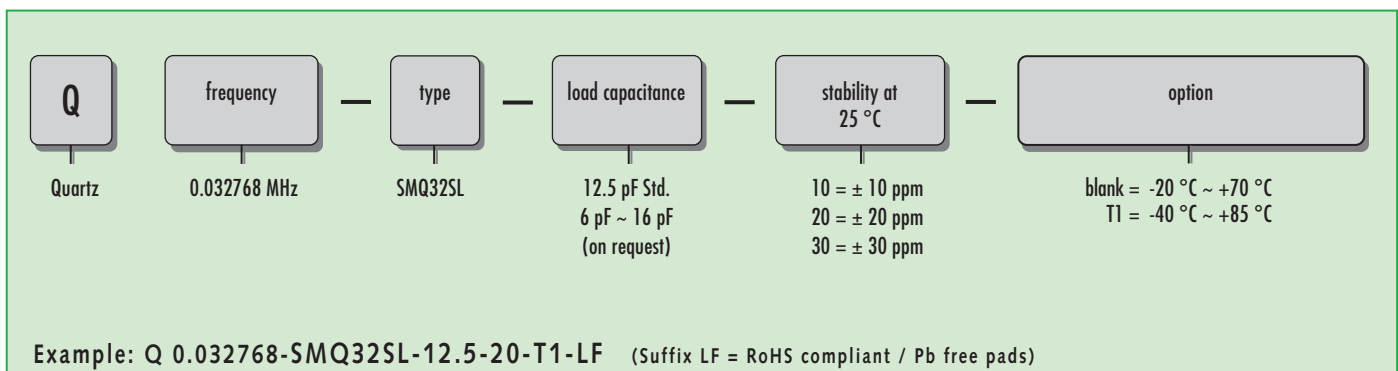 Q
frequency
—
type
—
load capacitance
—
stability at
25 °C
—
option
Quartz
0.032768 MHz
SMQ32SL
12.5 pF Std.
6 pF ~ 16 pF
(on request)
10 = ± 10 ppm
20 = ± 20 ppm
30 = ± 30 ppm
blank = -20 °C ~ +70 °C
T1 = -40 °C ~ +85 °C
Example: Q 0.032768-SMQ32SL-12.5-20-T1-LF (Suffix LF = RoHS compliant / Pb free pads)